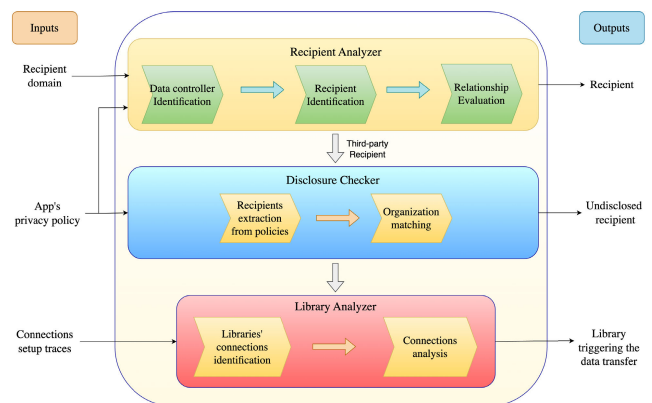 Inputs
Outputs
Recipient Analyzer
Recipient
domain
Data controller
Identification
Recipient
Identification
Relationship
Evaluation
Recipient
Third-party
Recipient
Disclosure Checker
App's
privacy policy
Recipients
extraction
from policies
Organization
matching
Undisclosed
recipient
Library Analyzer
Connections
setup traces
Libraries'
connections
identification
Connections
analysis
Library
triggering the
data transfer